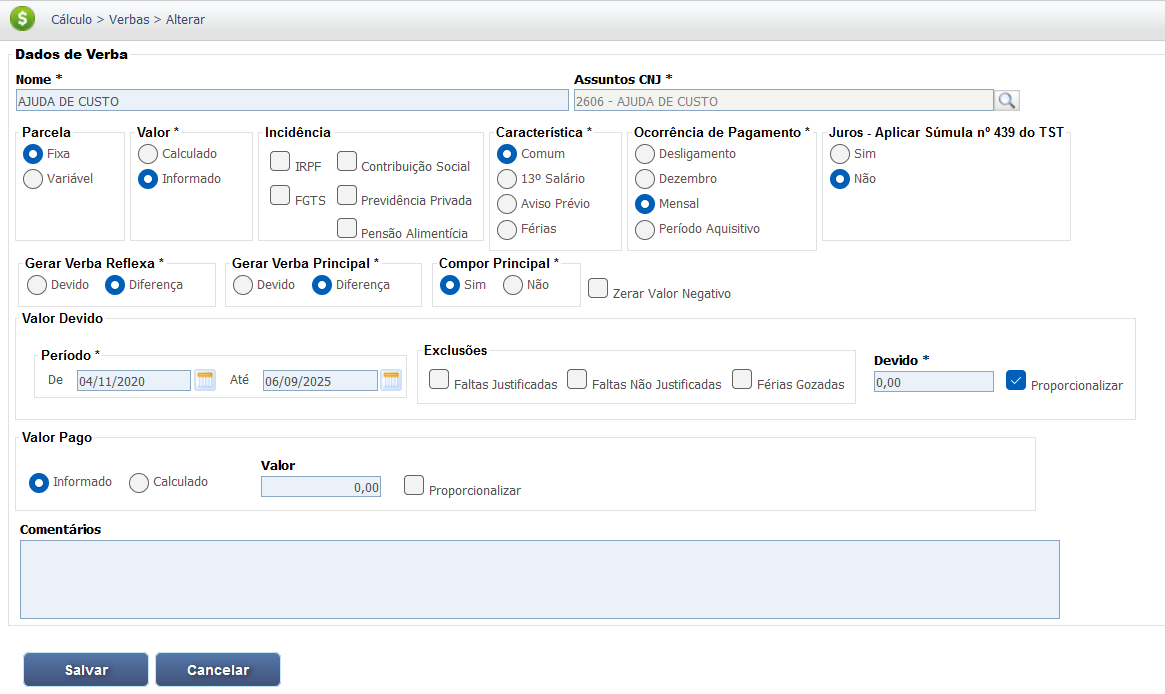 Cálculo > Verbas > Alterar
Dados de Verba
Nome * Assuntos CNJ *
AJUDA DE CUSTO 2606 - AJUDA DE CUSTO
Parcela Valor * Incidência Característica * Ocorrência de Pagamento * Juros - Aplicar Súmula nº 439 do TST
Fixa Calculado IRPF Contribuição Social Comum Desligamento Sim
Variável Informado FGTS Previdência Privada 13º Salário Dezembro Não
Pensão Alimentícia Aviso Prévio Mensal
Férias Período Aquisitivo
Gerar Verba Reflexa * Gerar Verba Principal * Compor Principal *
Devido Diferença Devido Diferença Sim Não Zerar Valor Negativo
Valor Devido
Período * Exclusões Devido *
De 04/11/2020 Até 06/09/2025 Faltas Justificadas Faltas Não Justificadas Férias Gozadas 0,00 Proporcionalizar
Valor Pago
Informado Calculado Valor
0,00 Proporcionalizar
Comentários
Salvar Cancelar